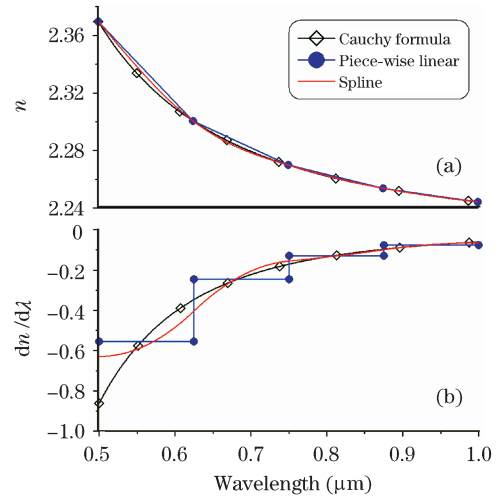 2.36
2.32
2.28
2.24
n
Cauchy formula
Piece-wise linear
Spline
(a)
0
−0.2
−0.4
−0.6
−0.8
−1.0
dn/dλ
(b)
0.5 0.6 0.7 0.8 0.9 1.0
Wavelength (μm)